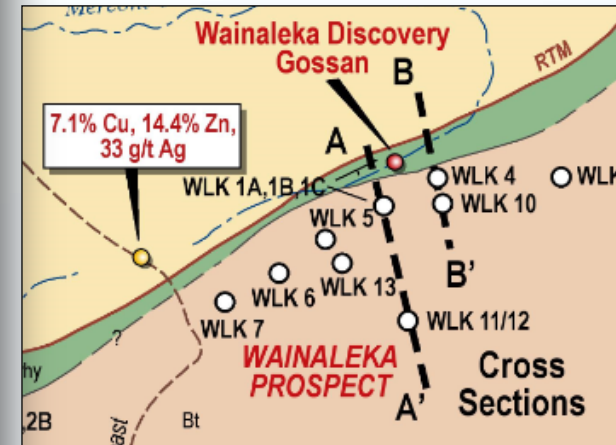 Wainaleka Discovery
Gossan
B
RTM
7.1% Cu, 14.4% Zn,
33 g/t Ag
A
WLK 1A,1B,1C
WLK 4
WLK 5
WLK 10
WLK 13
WLK 6
WLK 7
B'
WLK 11/12
?
WAINALEKA
PROSPECT
Cross
Sections
A'
hy
,2B
Bt
ast
WLK